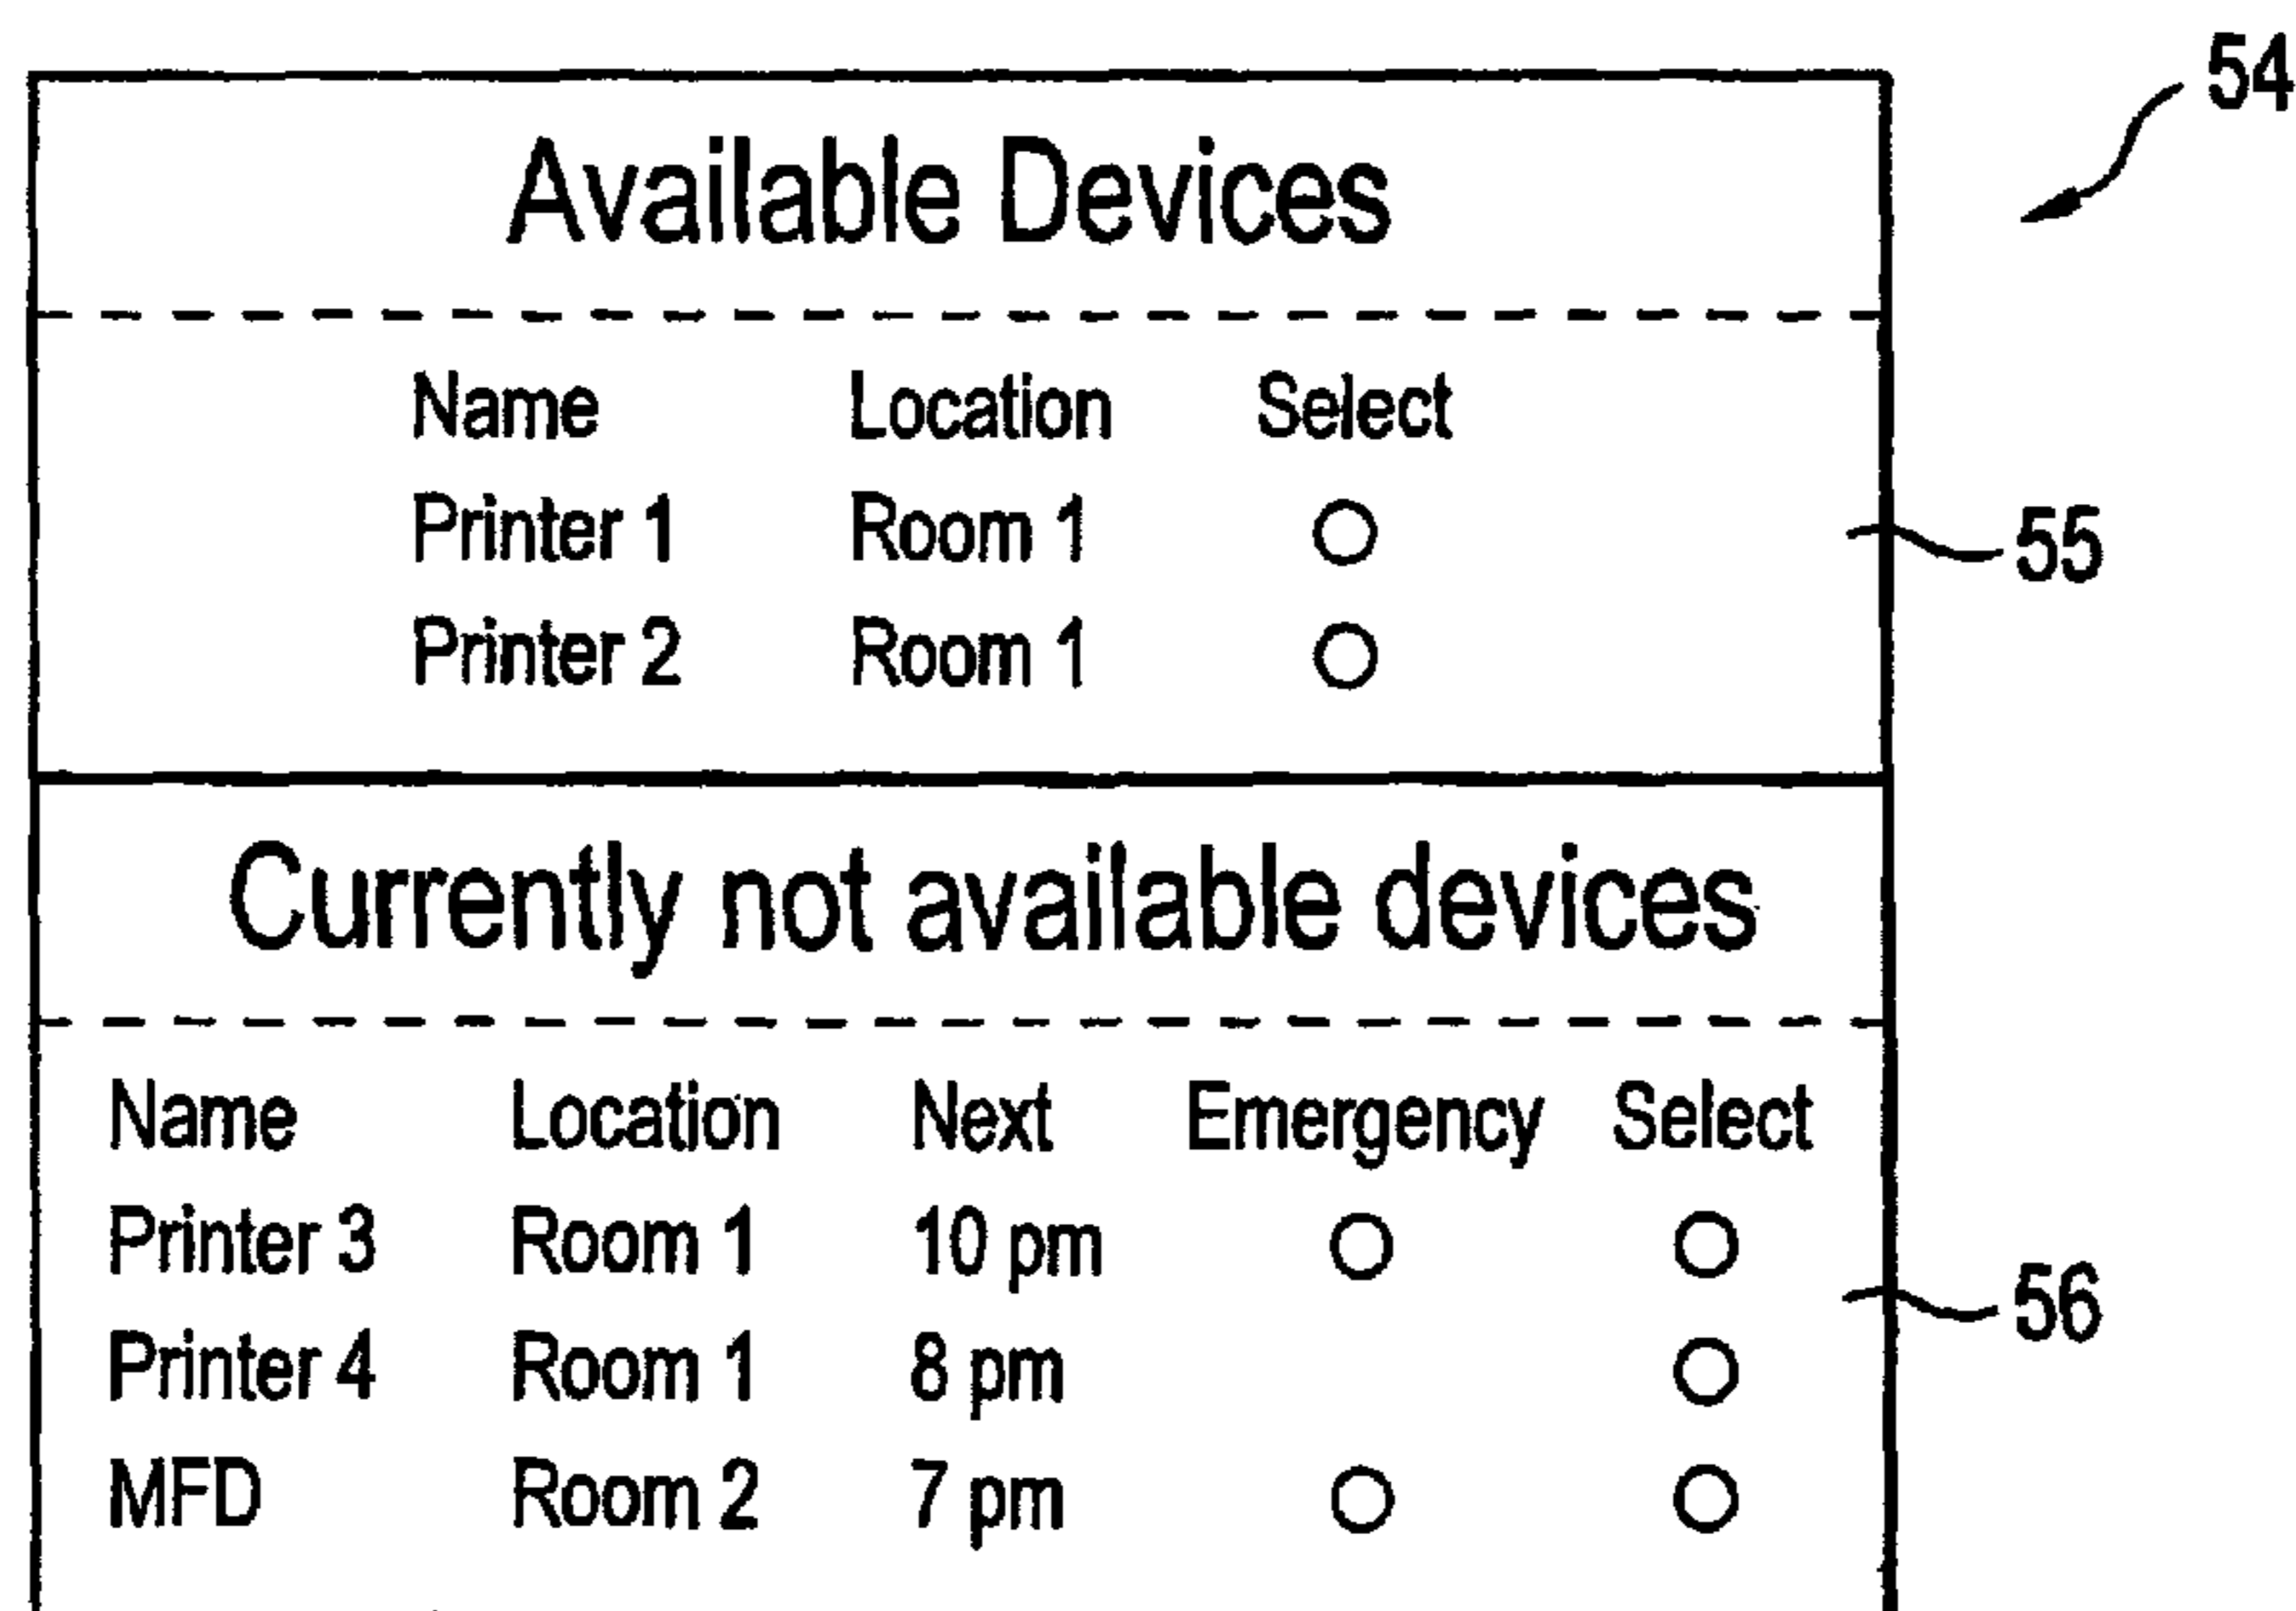 54
Available Devices
Name Location Select
Printer 1 Room 1
55
Printer 2 Room 1
Currently not available devices
Name Location Next Emergency Select
Printer 3 Room 1 10 pm
56
Printer 4 Room 1 8 pm
MFD Room 2 7 pm